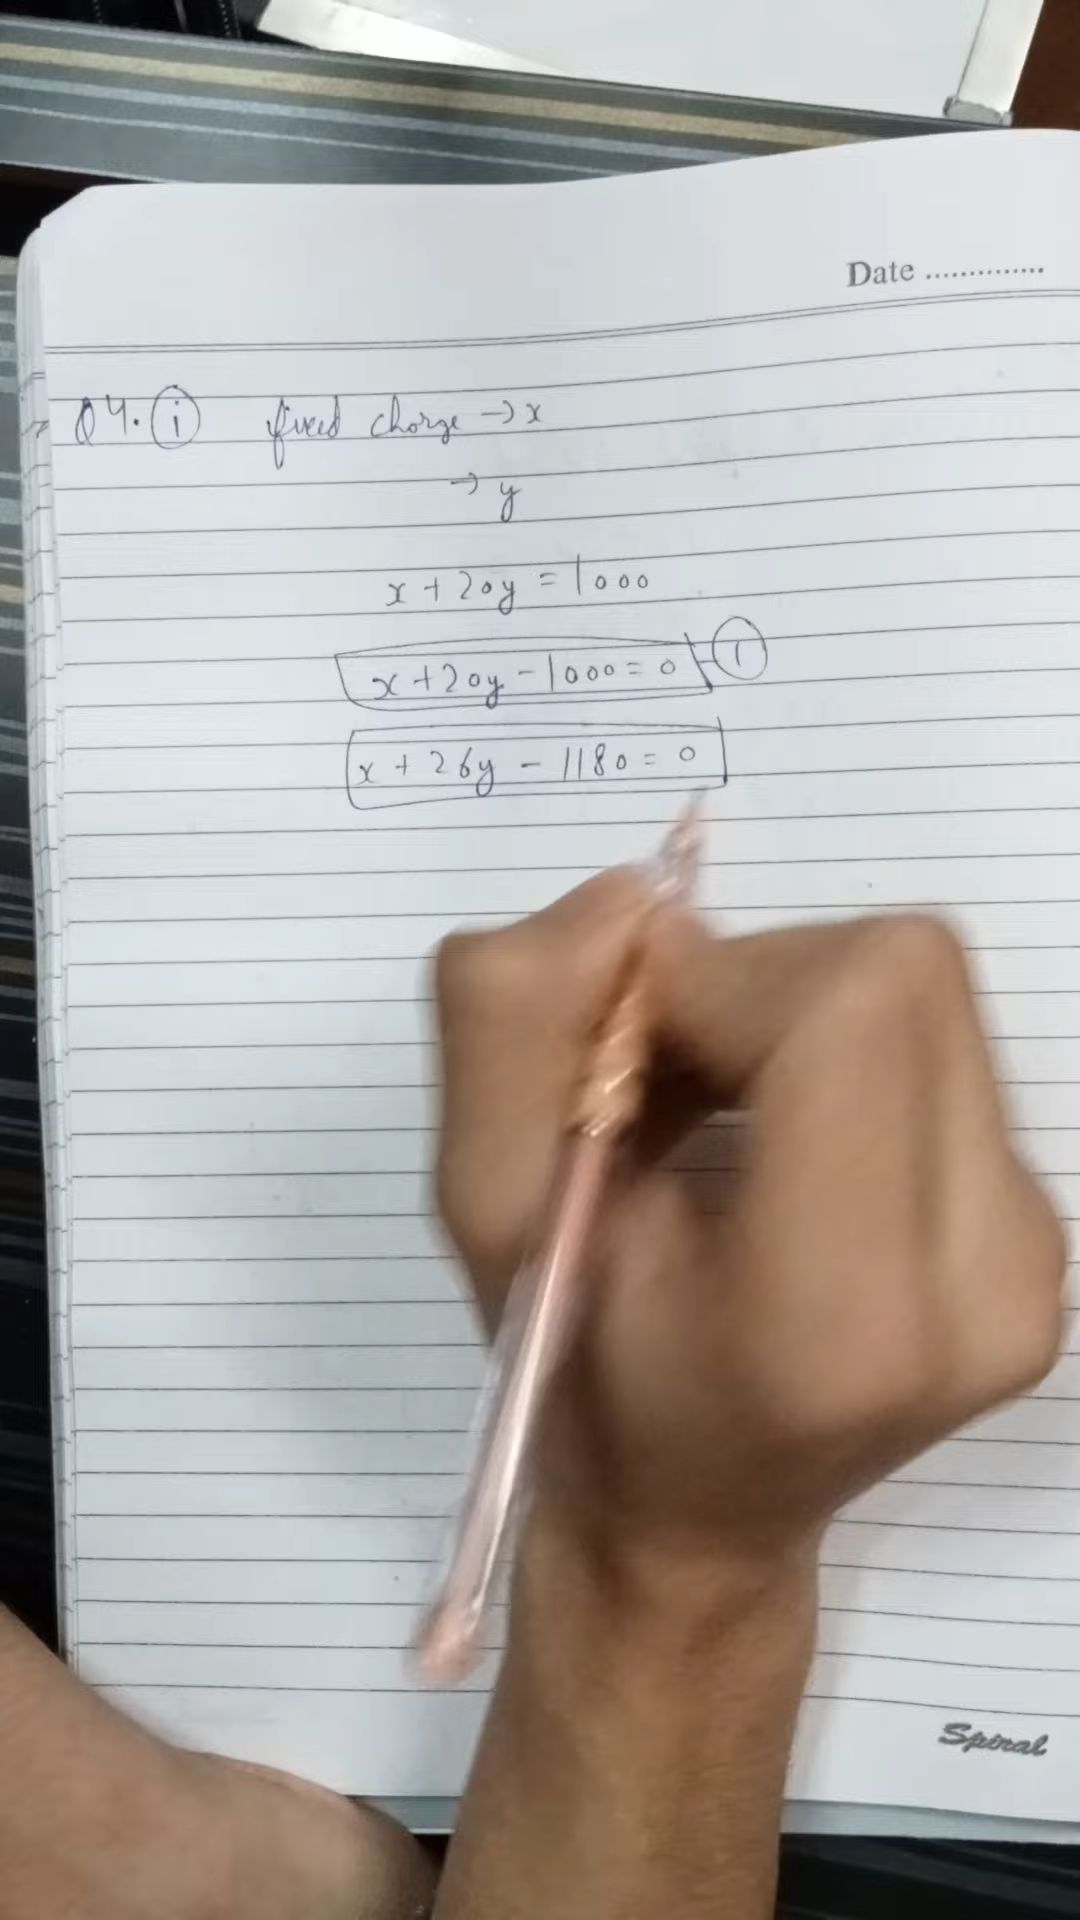 Date ..............
Q4. (i) fixed charge → x
→ y
x + 20y = 1000
x + 20y - 1000 = 0 - (1)
x + 26y - 1180 = 0
Spiral